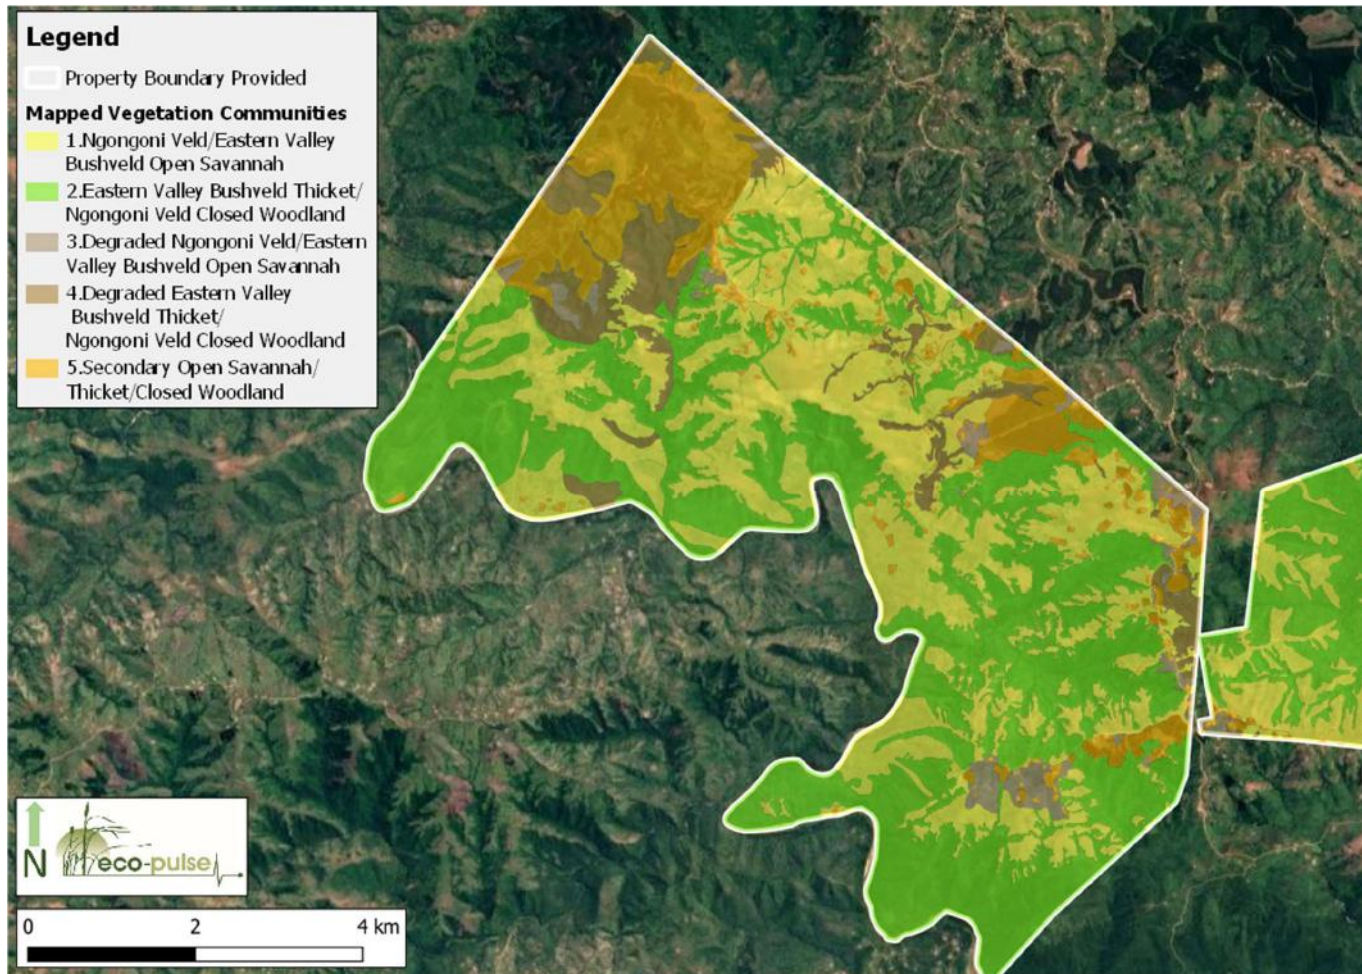 Legend
Property Boundary Provided
Mapped Vegetation Communities
1.Ngongoni Veld/Eastern Valley
Bushveld Open Savannah
2.Eastern Valley Bushveld Thicket/
Ngongoni Veld Closed Woodland
3.Degraded Ngongoni Veld/Eastern
Valley Bushveld Open Savannah
4.Degraded Eastern Valley
Bushveld Thicket/
Ngongoni Veld Closed Woodland
5.Secondary Open Savannah/
Thicket/Closed Woodland
N
eco-pulse
0 2 4 km